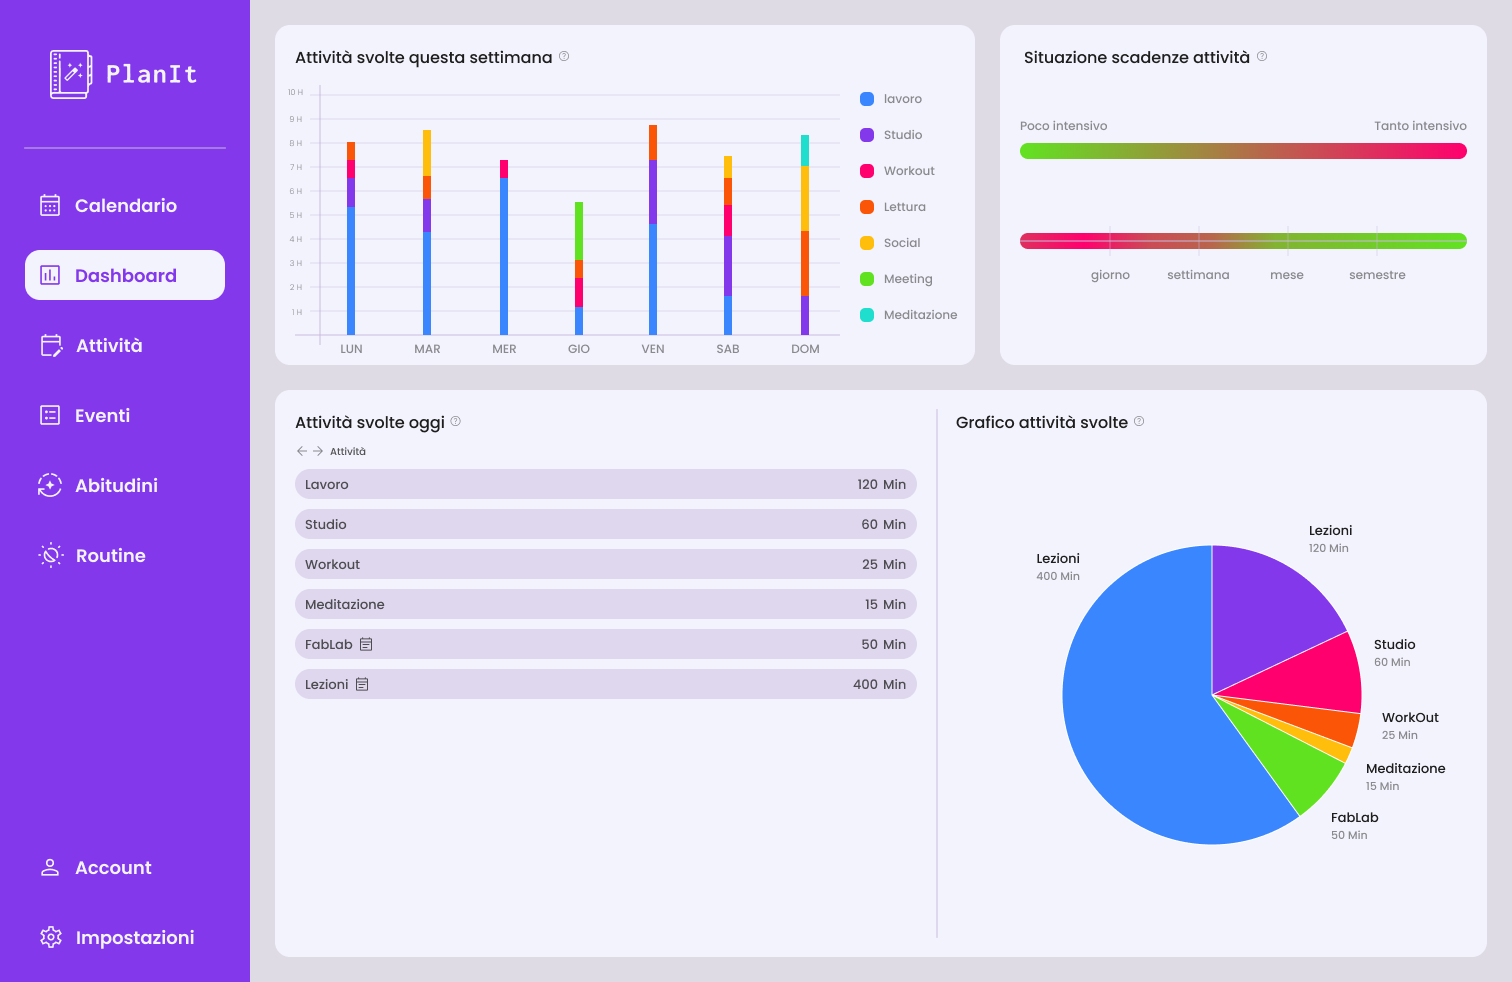 PlanIt
Calendario
Dashboard
Attività
Eventi
Abitudini
Routine
Account
Impostazioni
Attività svolte questa settimana ?
10 H
9 H
8 H
7 H
6 H
5 H
4 H
3 H
2 H
1 H
LUN MAR MER GIO VEN SAB DOM
lavoro
Studio
Workout
Lettura
Social
Meeting
Meditazione
Situazione scadenze attività ?
Poco intensivo Tanto intensivo
giorno settimana mese semestre
Attività svolte oggi ?
Attività
Lavoro 120 Min
Studio 60 Min
Workout 25 Min
Meditazione 15 Min
FabLab 50 Min
Lezioni 400 Min
Grafico attività svolte ?
Lezioni
120 Min
Lezioni
400 Min
Studio
60 Min
WorkOut
25 Min
Meditazione
15 Min
FabLab
50 Min